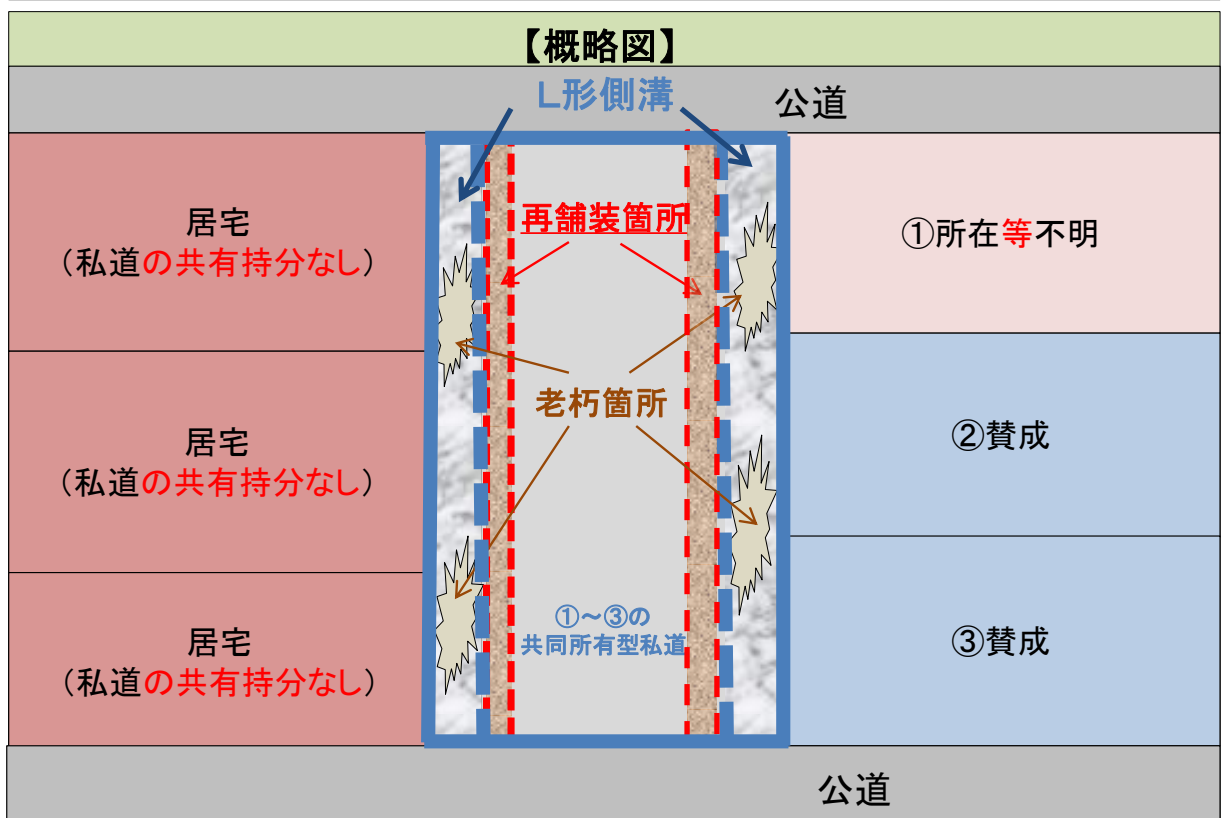 【概略図】
L形側溝
公道
居宅
(私道の共有持分なし)
再舗装箇所
①所在等不明
老朽箇所
居宅
(私道の共有持分なし)
②賛成
①～③の
共同所有型私道
居宅
(私道の共有持分なし)
③賛成
公道